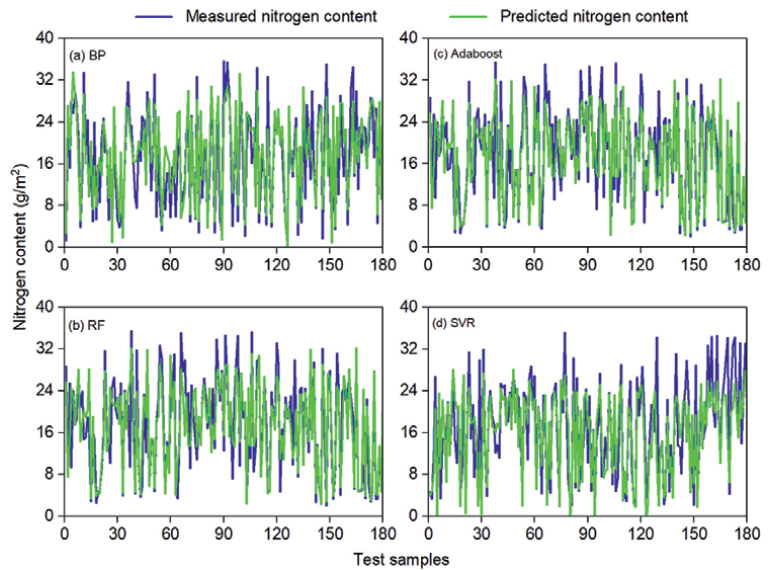 Measured nitrogen content Predicted nitrogen content
40 40
(a) BP (c) Adaboost
32 32
24 24
16 16
8 8
0 0
0 30 60 90 120 150 180 0 30 60 90 120 150 180
Nitrogen content (g/m²)
40 40
(b) RF (d) SVR
32 32
24 24
16 16
8 8
0 0
0 30 60 90 120 150 180 0 30 60 90 120 150 180
Test samples